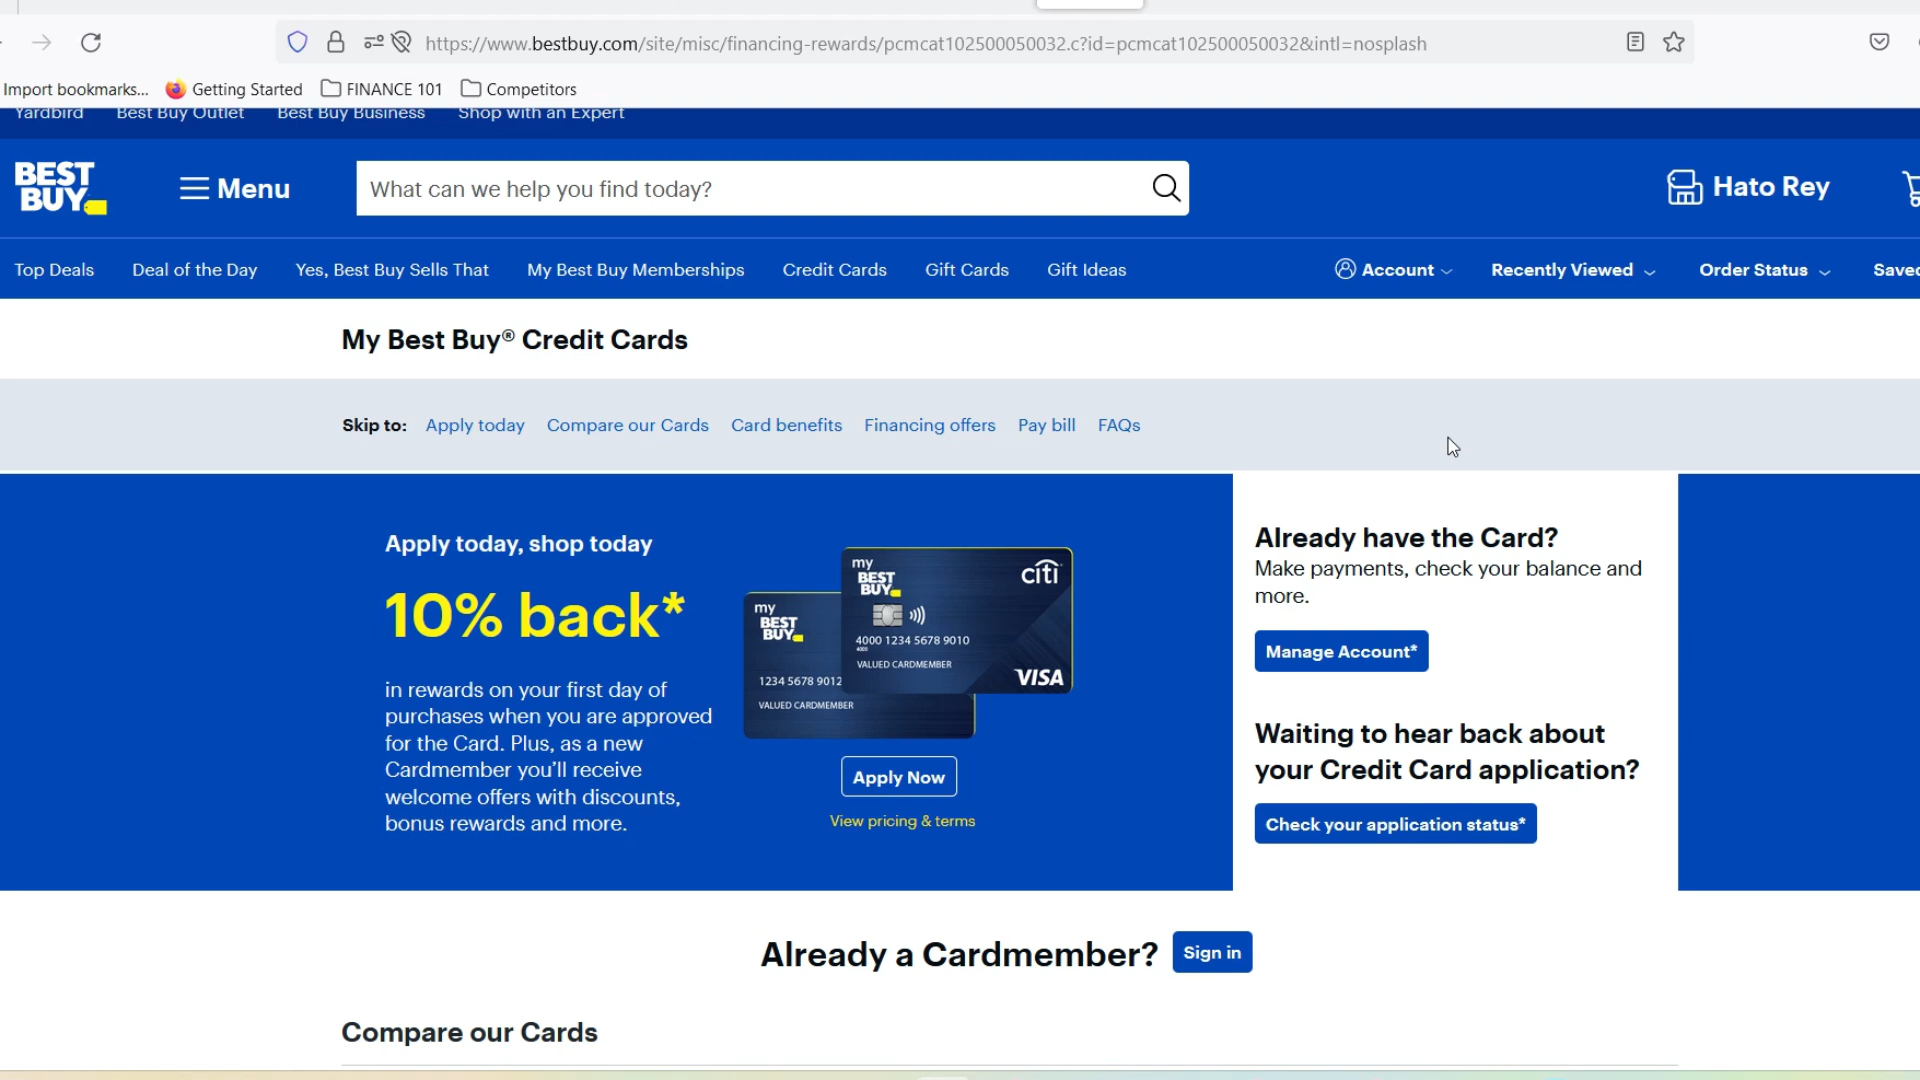 https://www.bestbuy.com/site/misc/financing-rewards/pcmcat102500050032.c?id=pcmcat102500050032&intl=nosplash
Import bookmarks... Getting Started FINANCE 101 Competitors
Yardbird Best Buy Outlet Best Buy Business Shop with an Expert
BEST BUY
Menu
What can we help you find today?
Hato Rey
Top Deals Deal of the Day Yes, Best Buy Sells That My Best Buy Memberships Credit Cards Gift Cards Gift Ideas Account Recently Viewed Order Status Saved
My Best Buy® Credit Cards
Skip to: Apply today Compare our Cards Card benefits Financing offers Pay bill FAQs
Apply today, shop today
10% back*
in rewards on your first day of
purchases when you are approved
for the Card. Plus, as a new
Cardmember you'll receive
welcome offers with discounts,
bonus rewards and more.
my
BEST
BUY
1234 5678 9012
VALUED CARDMEMBER
my
BEST
BUY
citi
4000 1234 5678 9010
4000
VALUED CARDMEMBER
VISA
Apply Now
View pricing & terms
Already have the Card?
Make payments, check your balance and
more.
Manage Account*
Waiting to hear back about
your Credit Card application?
Check your application status*
Already a Cardmember? Sign in
Compare our Cards